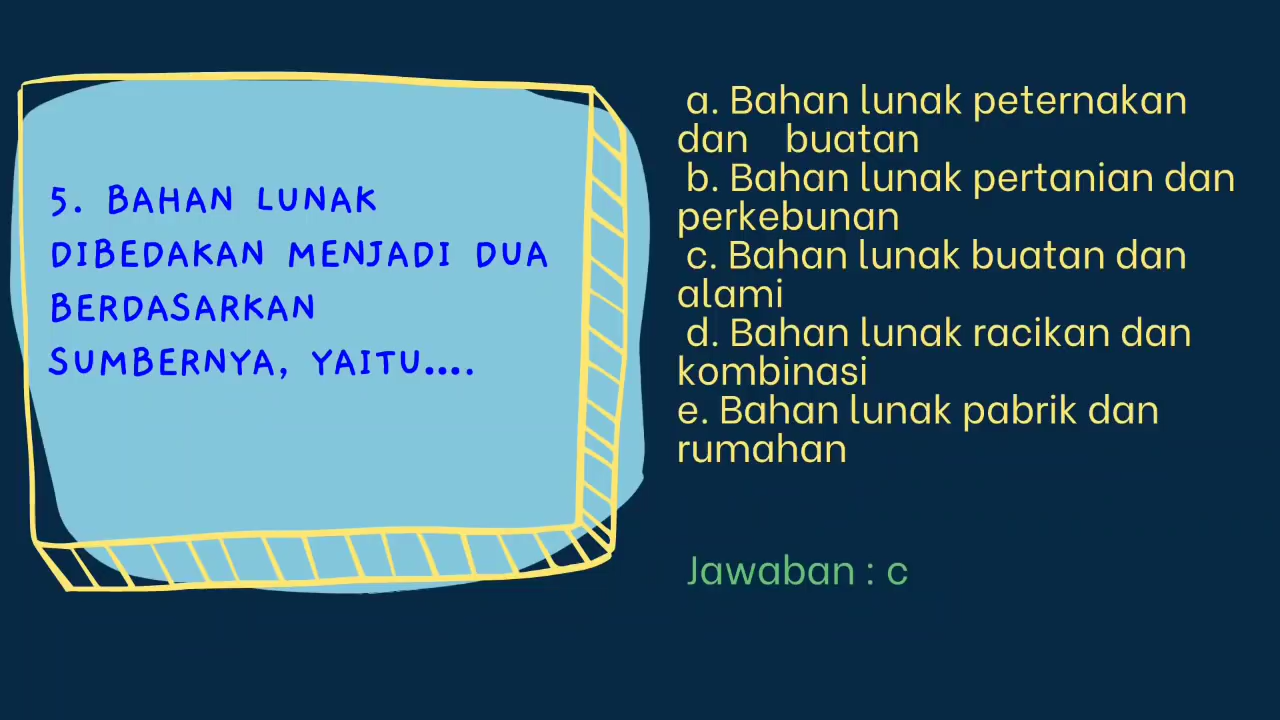 5. BAHAN LUNAK
DIBEDAKAN MENJADI DUA
BERDASARKAN
SUMBERNYA, YAITU....
a. Bahan lunak peternakan
dan buatan
b. Bahan lunak pertanian dan
perkebunan
c. Bahan lunak buatan dan
alami
d. Bahan lunak racikan dan
kombinasi
e. Bahan lunak pabrik dan
rumahan
Jawaban : c